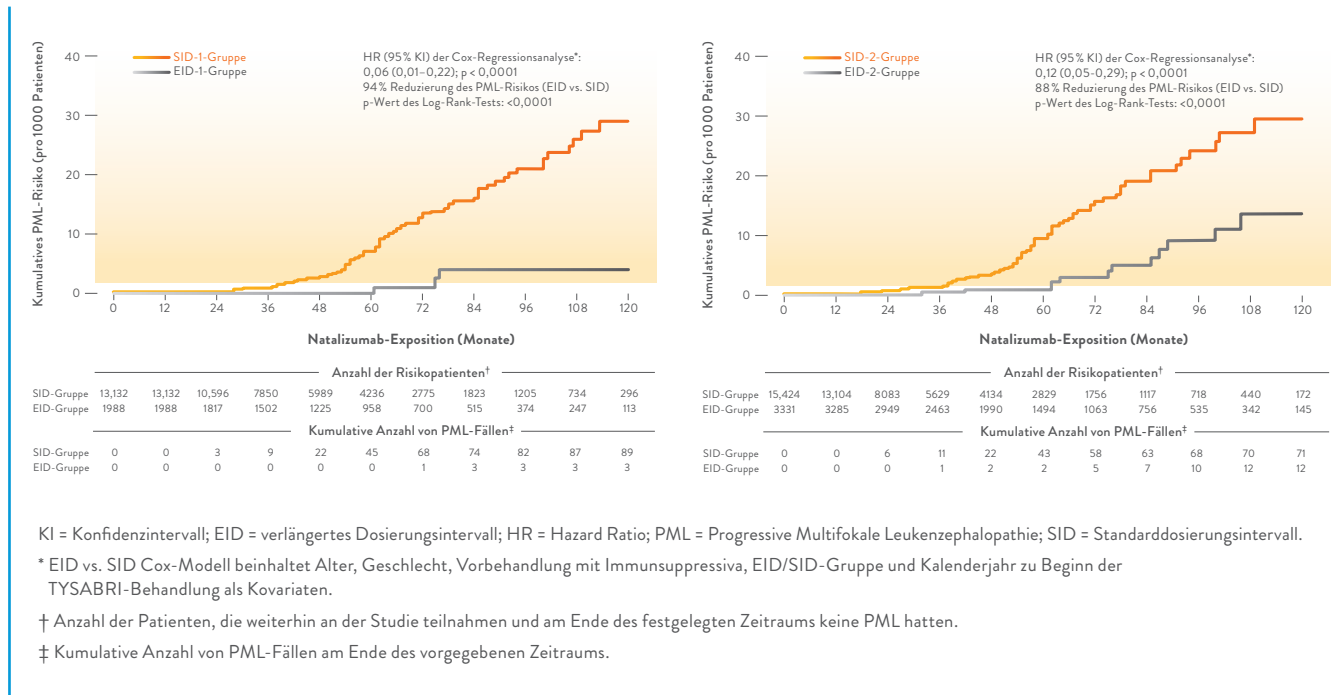 Kumulatives PML-Risiko (pro 1000 Patienten)
40
30
20
10
0
SID-1-Gruppe
EID-1-Gruppe
HR (95% KI) der Cox-Regressionsanalyse*:
0,06 (0,01–0,22); p < 0,0001
94% Reduzierung des PML-Risikos (EID vs. SID)
p-Wert des Log-Rank-Tests: <0,0001
0 12 24 36 48 60 72 84 96 108 120
Natalizumab-Exposition (Monate)
Anzahl der Risikopatienten†
SID-Gruppe 13,132 13,132 10,596 7850 5989 4236 2775 1823 1205 734 296
EID-Gruppe 1988 1988 1817 1502 1225 958 700 515 374 247 113
Kumulative Anzahl von PML-Fällen‡
SID-Gruppe 0 0 3 9 22 45 68 74 82 87 89
EID-Gruppe 0 0 0 0 0 0 1 3 3 3 3
Kumulatives PML-Risiko (pro 1000 Patienten)
40
30
20
10
0
SID-2-Gruppe
EID-2-Gruppe
HR (95% KI) der Cox-Regressionsanalyse*:
0,12 (0,05-0,29); p < 0,0001
88% Reduzierung des PML-Risikos (EID vs. SID)
p-Wert des Log-Rank-Tests: <0,0001
0 12 24 36 48 60 72 84 96 108 120
Natalizumab-Exposition (Monate)
Anzahl der Risikopatienten†
SID-Gruppe 15,424 13,104 8083 5629 4134 2829 1756 1117 718 440 172
EID-Gruppe 3331 3285 2949 2463 1990 1494 1063 756 535 342 145
Kumulative Anzahl von PML-Fällen‡
SID-Gruppe 0 0 6 11 22 43 58 63 68 70 71
EID-Gruppe 0 0 0 1 2 2 5 7 10 12 12
KI = Konfidenzintervall; EID = verlängertes Dosierungsintervall; HR = Hazard Ratio; PML = Progressive Multifokale Leukenzephalopathie; SID = Standarddosierungsintervall.
* EID vs. SID Cox-Modell beinhaltet Alter, Geschlecht, Vorbehandlung mit Immunsuppressiva, EID/SID-Gruppe und Kalenderjahr zu Beginn der
TYSABRI-Behandlung als Kovariaten.
† Anzahl der Patienten, die weiterhin an der Studie teilnahmen und am Ende des festgelegten Zeitraums keine PML hatten.
‡ Kumulative Anzahl von PML-Fällen am Ende des vorgegebenen Zeitraums.